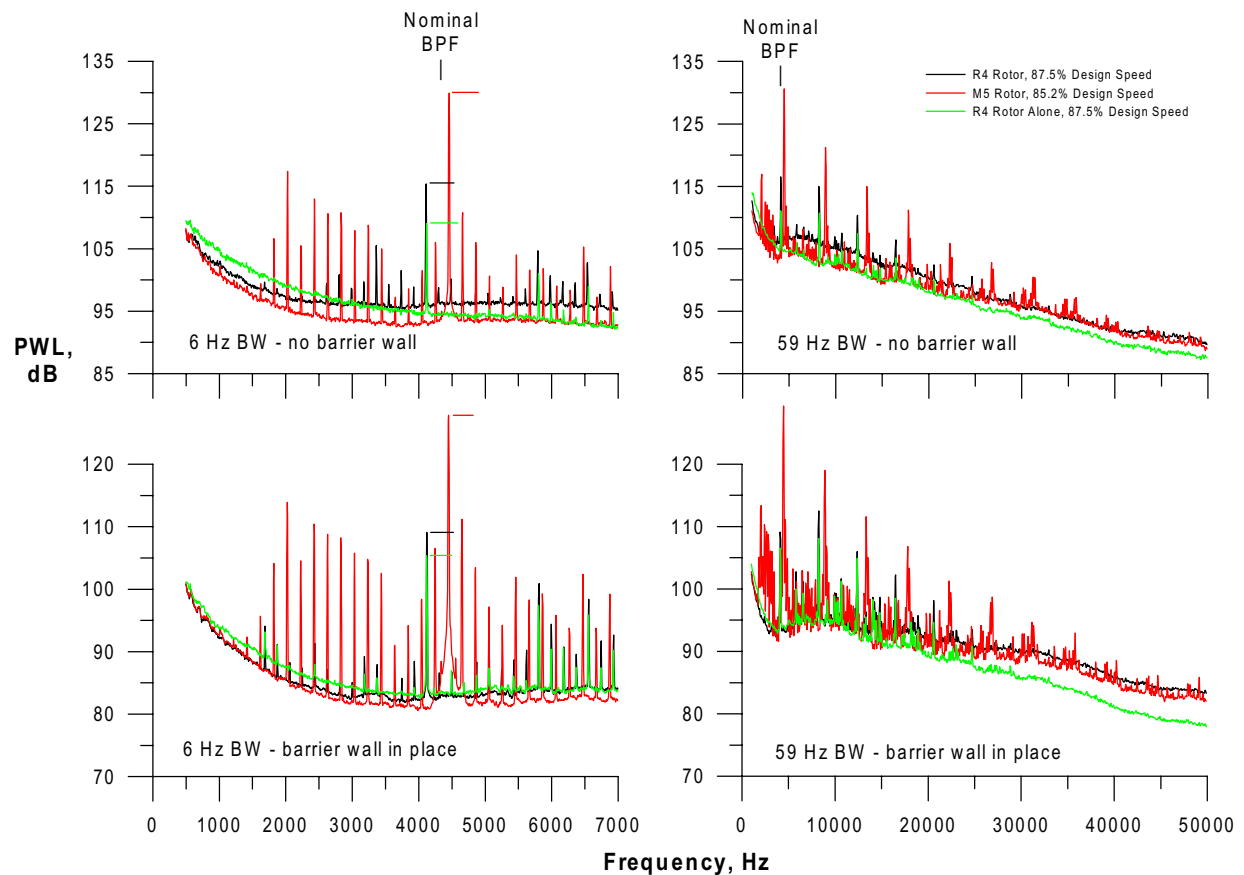 Nominal
BPF
135
125
115
105
95
85
PWL,
dB
6 Hz BW - no barrier wall
Nominal
BPF
135
125
115
105
95
85
R4 Rotor, 87.5% Design Speed
M5 Rotor, 85.2% Design Speed
R4 Rotor Alone, 87.5% Design Speed
59 Hz BW - no barrier wall
120
110
100
90
80
70
6 Hz BW - barrier wall in place
0 1000 2000 3000 4000 5000 6000 7000
120
110
100
90
80
70
59 Hz BW - barrier wall in place
0 10000 20000 30000 40000 50000
Frequency, Hz